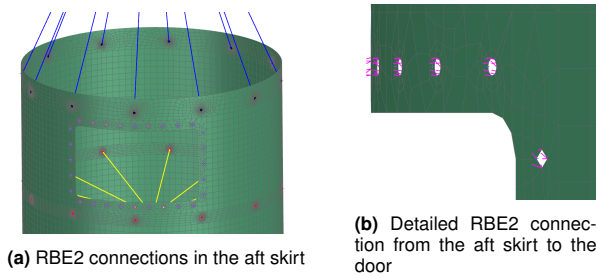 (a) RBE2 connections in the aft skirt
(b) Detailed RBE2 connec-
tion from the aft skirt to the
door